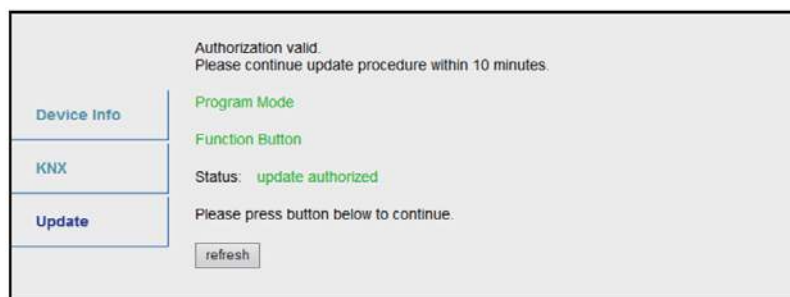 Authorization valid.
Please continue update procedure within 10 minutes.
Device Info
Program Mode
Function Button
KNX
Status: update authorized
Update
Please press button below to continue.
refresh